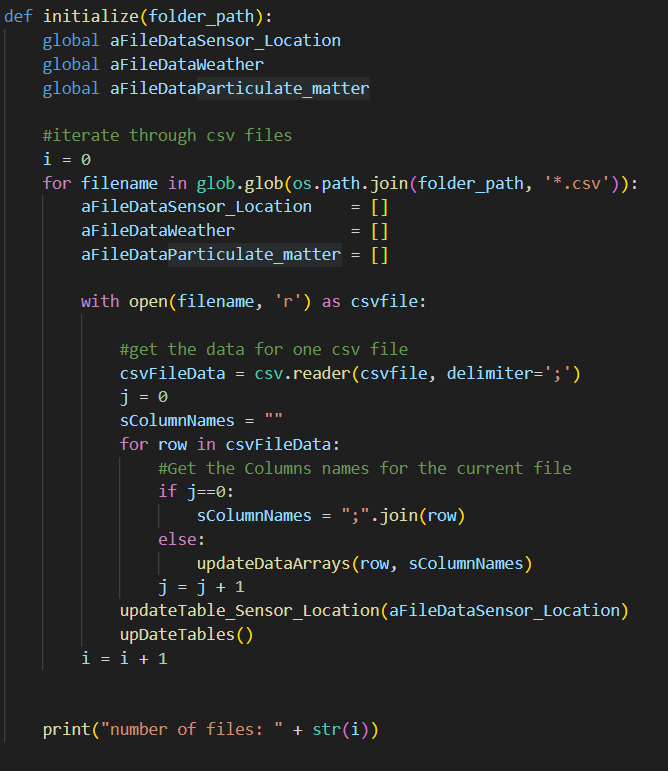 def initialize(folder_path):
    global aFileDataSensor_Location
    global aFileDataWeather
    global aFileDataParticulate_matter

    #iterate through csv files
    i = 0
    for filename in glob.glob(os.path.join(folder_path, '*.csv')):
        aFileDataSensor_Location    = []
        aFileDataWeather            = []
        aFileDataParticulate_matter = []

        with open(filename, 'r') as csvfile:

            #get the data for one csv file
            csvFileData = csv.reader(csvfile, delimiter=';')
            j = 0
            sColumnNames = ""
            for row in csvFileData:
                #Get the Columns names for the current file
                if j==0:
                    sColumnNames = ";".join(row)
                else:
                    updateDataArrays(row, sColumnNames)
                j = j + 1
            updateTable_Sensor_Location(aFileDataSensor_Location)
            upDateTables()
        i = i + 1


    print("number of files: " + str(i))